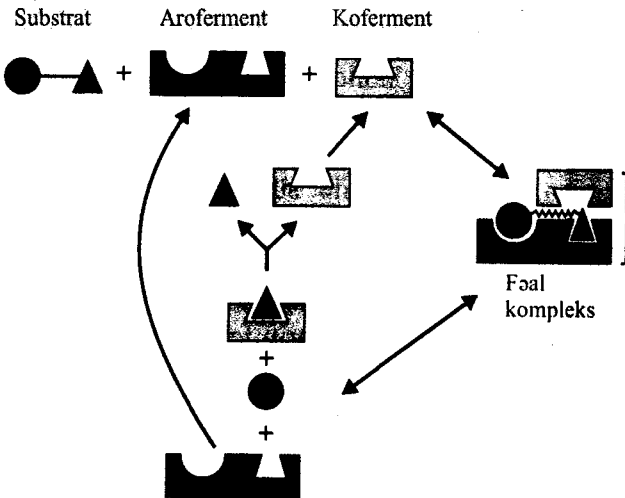 Substrat
Aroferment
Koferment
+
+
+
+
Fəal
kompleks